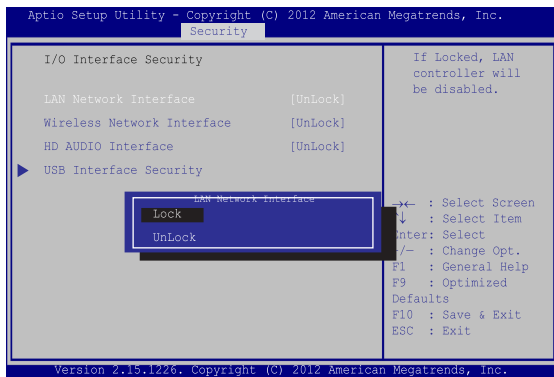 Aptio Setup Utility - Copyright (C) 2012 American Megatrends, Inc.
Security
I/O Interface Security
LAN Network Interface [UnLock]
Wireless Network Interface [UnLock]
HD AUDIO Interface [UnLock]
USB Interface Security
LAN Network Interface
Lock
UnLock
If Locked, LAN
controller will
be disabled.
→← : Select Screen
↑↓ : Select Item
Enter: Select
+/— : Change Opt.
F1 : General Help
F9 : Optimized
Defaults
F10 : Save & Exit
ESC : Exit
Version 2.15.1226. Copyright (C) 2012 American Megatrends, Inc.